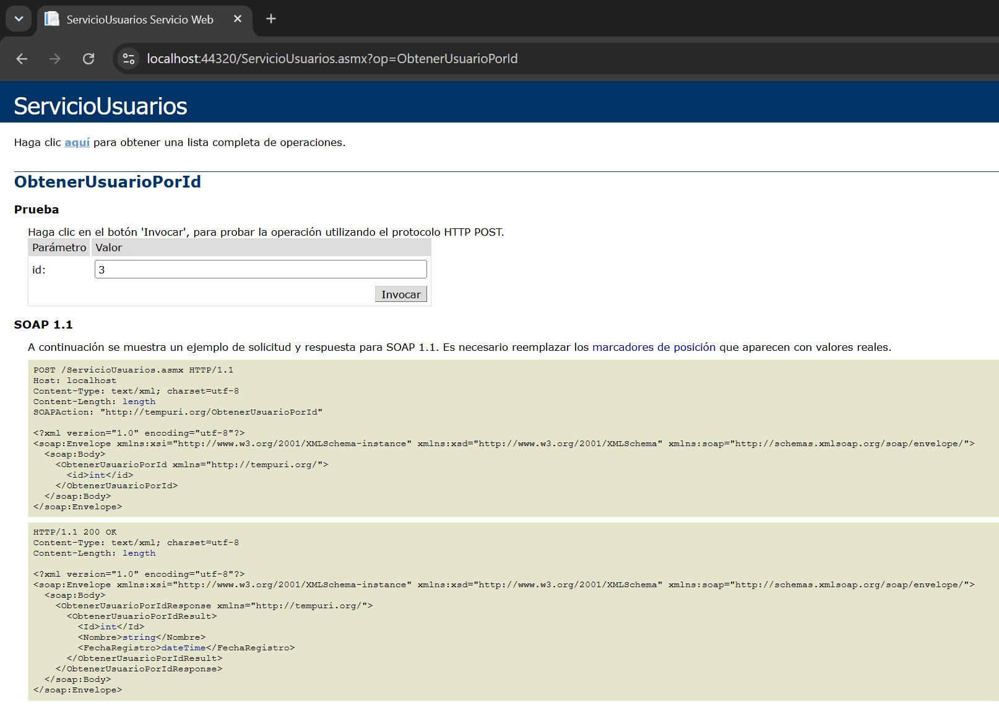 ServicioUsuarios Servicio Web
localhost:44320/ServicioUsuarios.asmx?op=ObtenerUsuarioPorId
ServicioUsuarios
Haga clic aquí para obtener una lista completa de operaciones.
ObtenerUsuarioPorId
Prueba
Haga clic en el botón 'Invocar', para probar la operación utilizando el protocolo HTTP POST.
Parámetro Valor
id: 3
Invocar
SOAP 1.1
A continuación se muestra un ejemplo de solicitud y respuesta para SOAP 1.1. Es necesario reemplazar los marcadores de posición que aparecen con valores reales.
POST /ServicioUsuarios.asmx HTTP/1.1
Host: localhost
Content-Type: text/xml; charset=utf-8
Content-Length: length
SOAPAction: "http://tempuri.org/ObtenerUsuarioPorId"
<?xml version="1.0" encoding="utf-8"?>
<soap:Envelope xmlns:xsi="http://www.w3.org/2001/XMLSchema-instance" xmlns:xsd="http://www.w3.org/2001/XMLSchema" xmlns:soap="http://schemas.xmlsoap.org/soap/envelope/">
  <soap:Body>
    <ObtenerUsuarioPorId xmlns="http://tempuri.org/">
      <id>int</id>
    </ObtenerUsuarioPorId>
  </soap:Body>
</soap:Envelope>
HTTP/1.1 200 OK
Content-Type: text/xml; charset=utf-8
Content-Length: length
<?xml version="1.0" encoding="utf-8"?>
<soap:Envelope xmlns:xsi="http://www.w3.org/2001/XMLSchema-instance" xmlns:xsd="http://www.w3.org/2001/XMLSchema" xmlns:soap="http://schemas.xmlsoap.org/soap/envelope/">
  <soap:Body>
    <ObtenerUsuarioPorIdResponse xmlns="http://tempuri.org/">
      <ObtenerUsuarioPorIdResult>
        <Id>int</Id>
        <Nombre>string</Nombre>
        <FechaRegistro>dateTime</FechaRegistro>
      </ObtenerUsuarioPorIdResult>
    </ObtenerUsuarioPorIdResponse>
  </soap:Body>
</soap:Envelope>